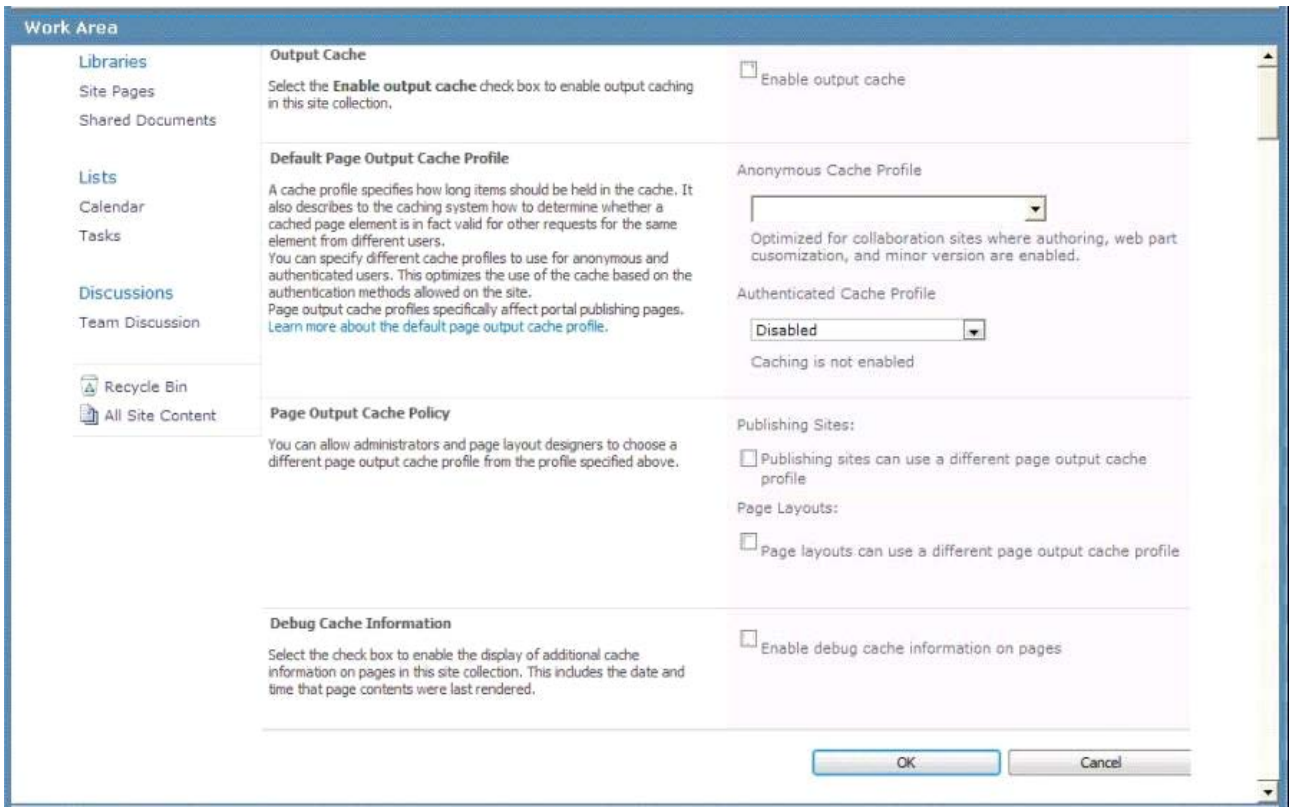 Work Area
Libraries
Site Pages
Shared Documents
Lists
Calendar
Tasks
Discussions
Team Discussion
Recycle Bin
All Site Content
Output Cache
Select the Enable output cache check box to enable output caching
in this site collection.
Enable output cache
Default Page Output Cache Profile
A cache profile specifies how long items should be held in the cache. It
also describes to the caching system how to determine whether a
cached page element is in fact valid for other requests for the same
element from different users.
You can specify different cache profiles to use for anonymous and
authenticated users. This optimizes the use of the cache based on the
authentication methods allowed on the site.
Page output cache profiles specifically affect portal publishing pages.
Learn more about the default page output cache profile.
Anonymous Cache Profile
Optimized for collaboration sites where authoring, web part
cusomization, and minor version are enabled.
Authenticated Cache Profile
Disabled
Caching is not enabled
Page Output Cache Policy
You can allow administrators and page layout designers to choose a
different page output cache profile from the profile specified above.
Publishing Sites:
Publishing sites can use a different page output cache
profile
Page Layouts:
Page layouts can use a different page output cache profile
Debug Cache Information
Select the check box to enable the display of additional cache
information on pages in this site collection. This includes the date and
time that page contents were last rendered.
Enable debug cache information on pages
OK
Cancel